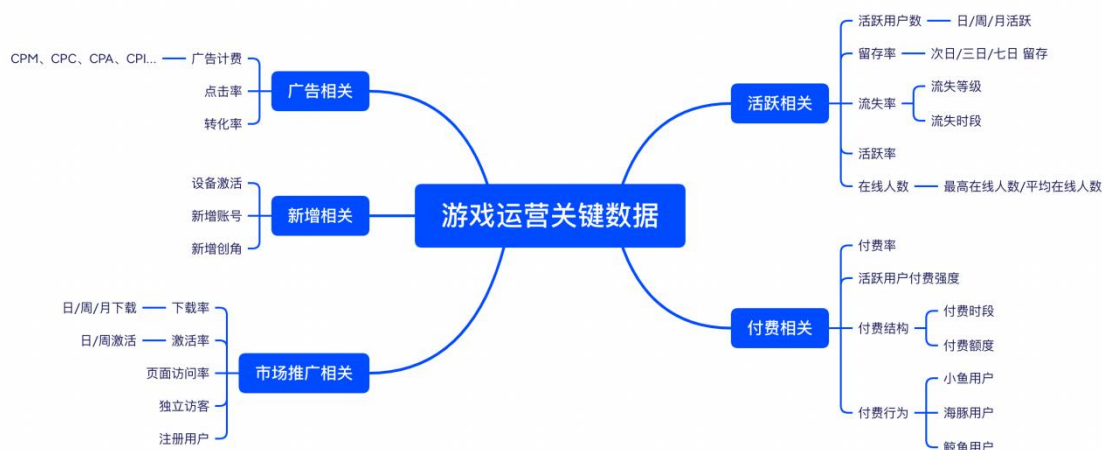 游戏运营关键数据
广告相关
广告计费
CPM、CPC、CPA、CPI...
点击率
转化率
新增相关
设备激活
新增账号
新增创角
市场推广相关
下载率
日/周/月下载
激活率
日/周激活
页面访问率
独立访客
注册用户
活跃相关
活跃用户数
日/周/月活跃
留存率
次日/三日/七日 留存
流失率
流失等级
流失时段
活跃率
在线人数
最高在线人数/平均在线人数
付费相关
付费率
活跃用户付费强度
付费结构
付费时段
付费额度
付费行为
小鱼用户
海豚用户
鲸鱼用户